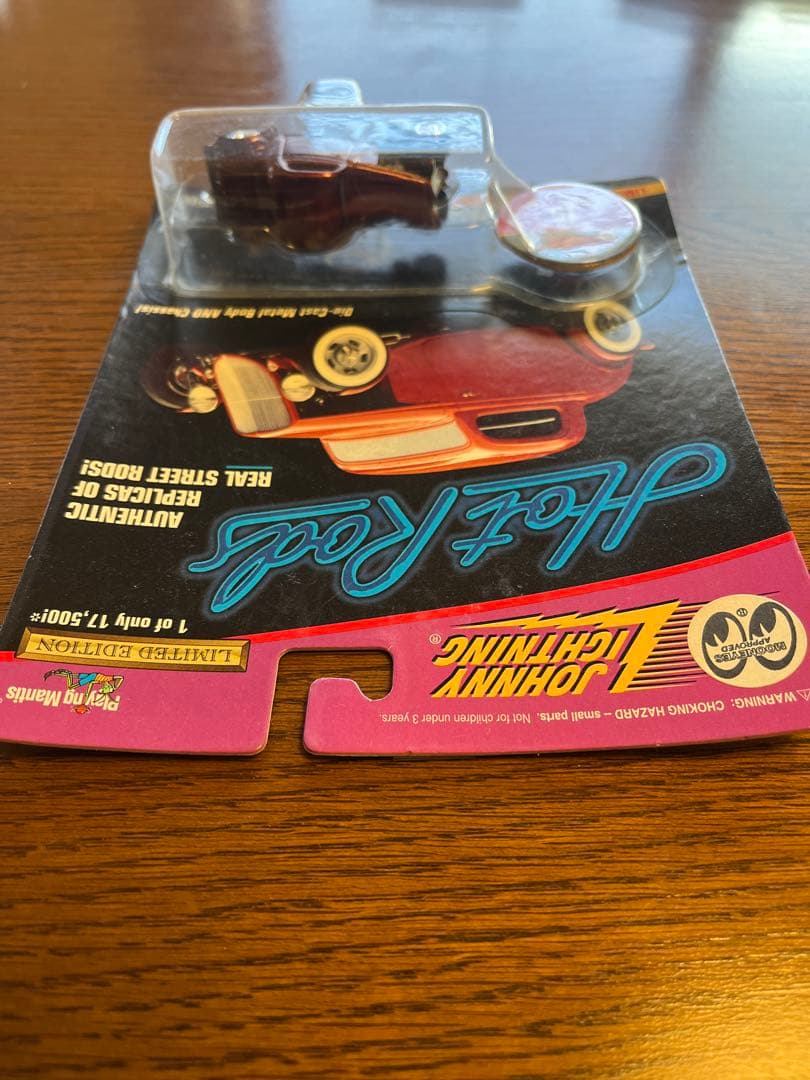 ⚠ WARNING: CHOKING HAZARD – small parts. Not for children under 3 years.
MOONEYES
APPROVED
JOHNNY
LIGHTNING®
Playing Mantis®
LIMITED EDITION
1 of only 17,500!*
Hot Rods
AUTHENTIC
REPLICAS OF
REAL STREET RODS!
Die-Cast Metal Body AND Chassis!